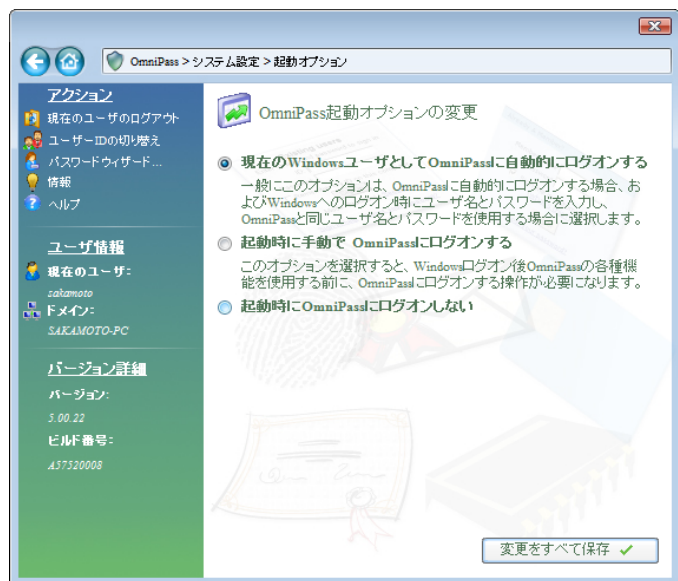 OmniPass > システム設定 > 起動オプション
アクション
現在のユーザのログアウト
ユーザーIDの切り替え
パスワードウィザード...
情報
ヘルプ
ユーザ情報
現在のユーザ:
sakamoto
ドメイン:
SAKAMOTO-PC
バージョン詳細
バージョン:
5.00.22
ビルド番号:
A57520008
OmniPass起動オプションの変更
現在のWindowsユーザとしてOmniPassに自動的にログオンする
一般にこのオプションは、OmniPassに自動的にログオンする場合、お
よびWindowsへのログオン時にユーザ名とパスワードを入力し、
OmniPassと同じユーザ名とパスワードを使用する場合に選択します。
起動時に手動で OmniPassにログオンする
このオプションを選択すると、Windowsログオン後OmniPassの各種機
能を使用する前に、OmniPassにログオンする操作が必要になります。
起動時にOmniPassにログオンしない
変更をすべて保存